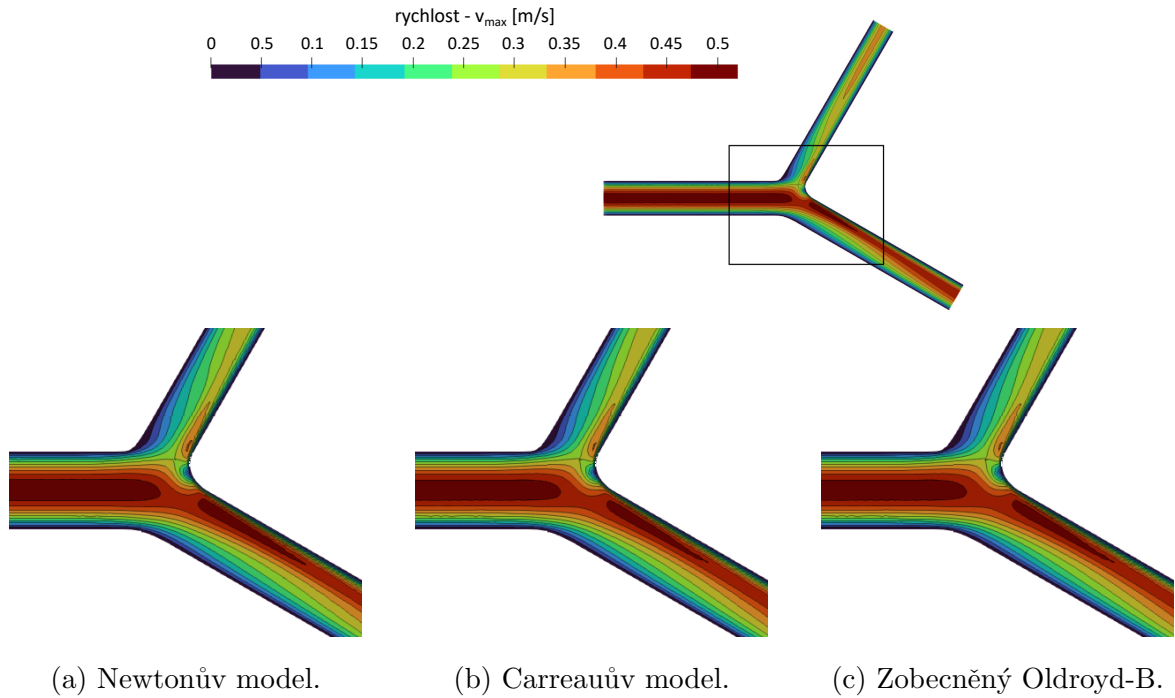 rychlost - vmax [m/s]
0 0.5 0.1 0.15 0.2 0.25 0.3 0.35 0.4 0.45 0.5
(a) Newtonův model.
(b) Carreauův model.
(c) Zobecněný Oldroyd-B.